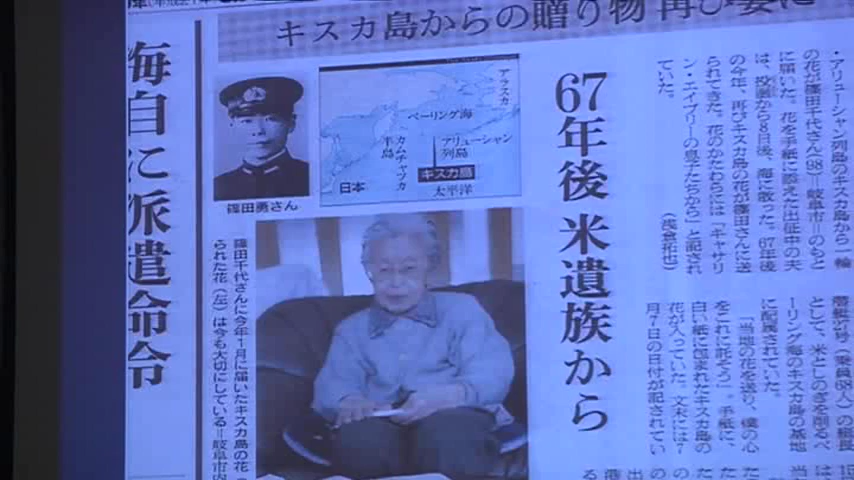 キスカ島からの贈り物 再び妻に
海自に派遣命令
67年後 米遺族から
アラスカ
ベーリング海
アリューシャン
列島
カムチャツカ
半島
キスカ島
日本
太平洋
篠田勇さん
篠田千代さんに今年1月に届いたキスカ島の花。
られた花（左）は今も大切にしている＝岐阜市内
・アリューシャン列島のキスカ島から一輪
の花が篠田千代さん(98)＝岐阜市＝のもと
に届いた。花を手紙に添えた出征中の夫
は、投函から8日後、海に散った。67年後
の今年、再びキスカ島の花が篠田さんに送
られてきた。花のかたわらには「キャサリ
ン・エイブリーの息子たちから」と記され
ていた。
（浅倉拓也）
として、米としのぎを削るベ
ーリング海のキスカ島の基地
に配属されていた。
「当地の花を送り、僕の心
をこれに託そう」。手紙に、
白い紙に包まれたキスカ島の
花が入っていた。文末には7
月7日の日付が記されてい